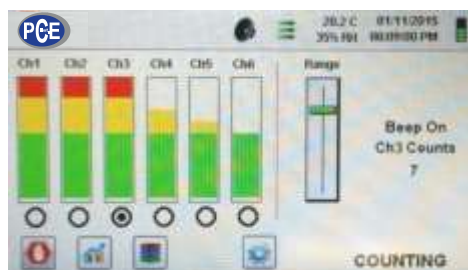 PCE
20.2 C 01/11/2015
35% RH 00:09:00 PM
Ch1 Ch2 Ch3 Ch4 Ch5 Ch6 Range
Beep On
Ch3 Counts
7
COUNTING